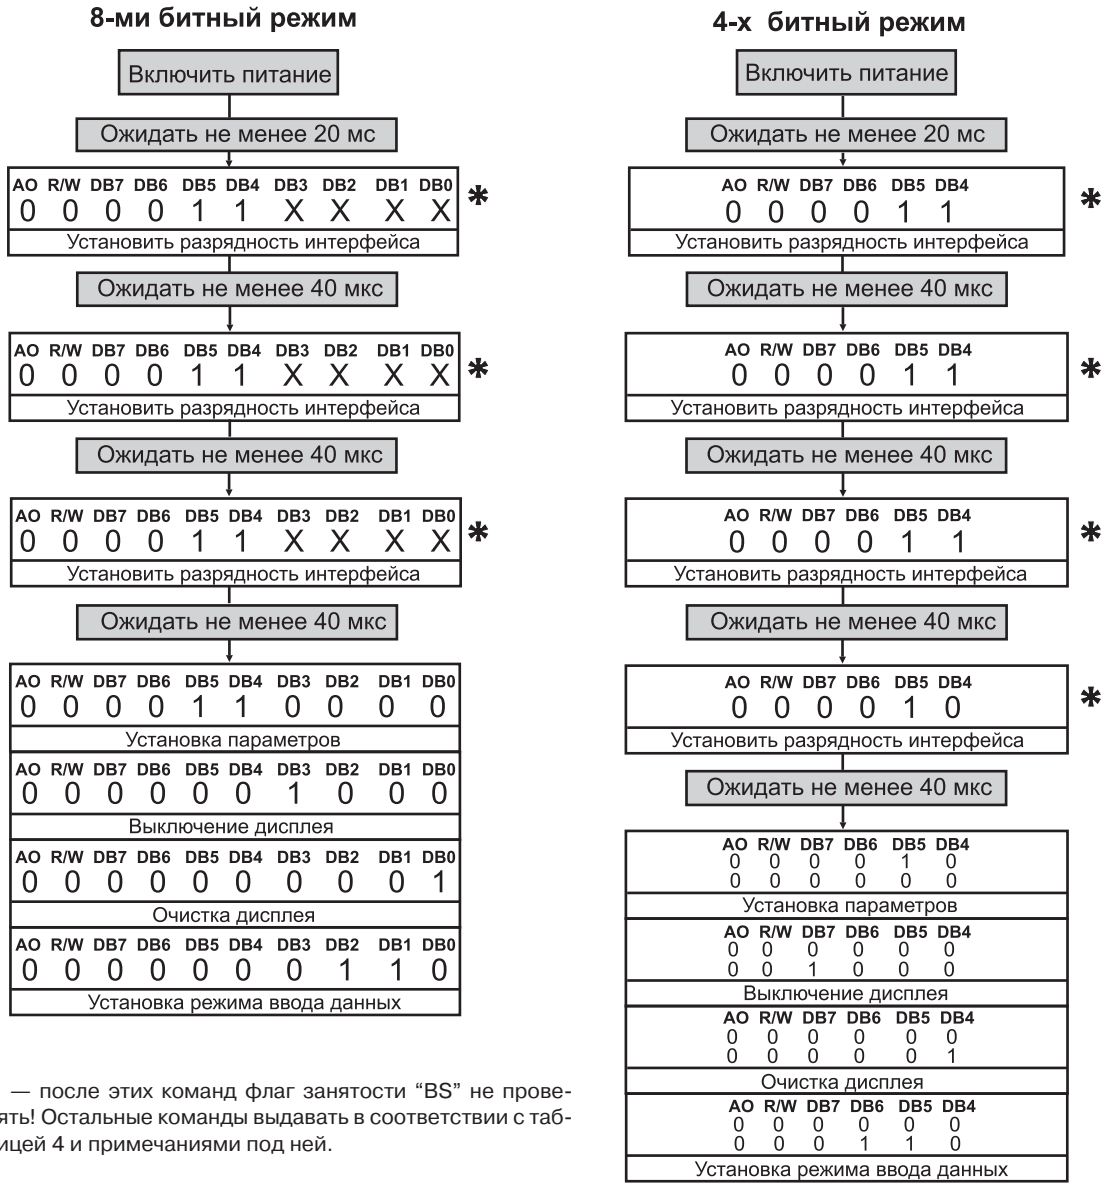 8-ми битный режим
Включить питание
Ожидать не менее 20 мс
AO R/W DB7 DB6 DB5 DB4 DB3 DB2 DB1 DB0
0 0 0 0 1 1 X X X X *
Установить разрядность интерфейса
Ожидать не менее 40 мкс
AO R/W DB7 DB6 DB5 DB4 DB3 DB2 DB1 DB0
0 0 0 0 1 1 X X X X *
Установить разрядность интерфейса
Ожидать не менее 40 мкс
AO R/W DB7 DB6 DB5 DB4 DB3 DB2 DB1 DB0
0 0 0 0 1 1 X X X X *
Установить разрядность интерфейса
Ожидать не менее 40 мкс
AO R/W DB7 DB6 DB5 DB4 DB3 DB2 DB1 DB0
0 0 0 0 1 1 0 0 0 0
Установка параметров
AO R/W DB7 DB6 DB5 DB4 DB3 DB2 DB1 DB0
0 0 0 0 0 0 1 0 0 0
Выключение дисплея
AO R/W DB7 DB6 DB5 DB4 DB3 DB2 DB1 DB0
0 0 0 0 0 0 0 0 0 1
Очистка дисплея
AO R/W DB7 DB6 DB5 DB4 DB3 DB2 DB1 DB0
0 0 0 0 0 0 0 1 1 0
Установка режима ввода данных
— после этих команд флаг занятости “BS” не прове-
ять! Остальные команды выдавать в соответствии с таб-
ицей 4 и примечаниями под ней.
4-х битный режим
Включить питание
Ожидать не менее 20 мс
AO R/W DB7 DB6 DB5 DB4
0 0 0 0 1 1 *
Установить разрядность интерфейса
Ожидать не менее 40 мкс
AO R/W DB7 DB6 DB5 DB4
0 0 0 0 1 1 *
Установить разрядность интерфейса
Ожидать не менее 40 мкс
AO R/W DB7 DB6 DB5 DB4
0 0 0 0 1 1 *
Установить разрядность интерфейса
Ожидать не менее 40 мкс
AO R/W DB7 DB6 DB5 DB4
0 0 0 0 1 0 *
Установить разрядность интерфейса
Ожидать не менее 40 мкс
AO R/W DB7 DB6 DB5 DB4
0 0 0 0 1 0
0 0 0 0 0 0
Установка параметров
AO R/W DB7 DB6 DB5 DB4
0 0 0 0 0 0
0 0 1 0 0 0
Выключение дисплея
AO R/W DB7 DB6 DB5 DB4
0 0 0 0 0 0
0 0 0 0 0 1
Очистка дисплея
AO R/W DB7 DB6 DB5 DB4
0 0 0 0 0 0
0 0 0 1 1 0
Установка режима ввода данных